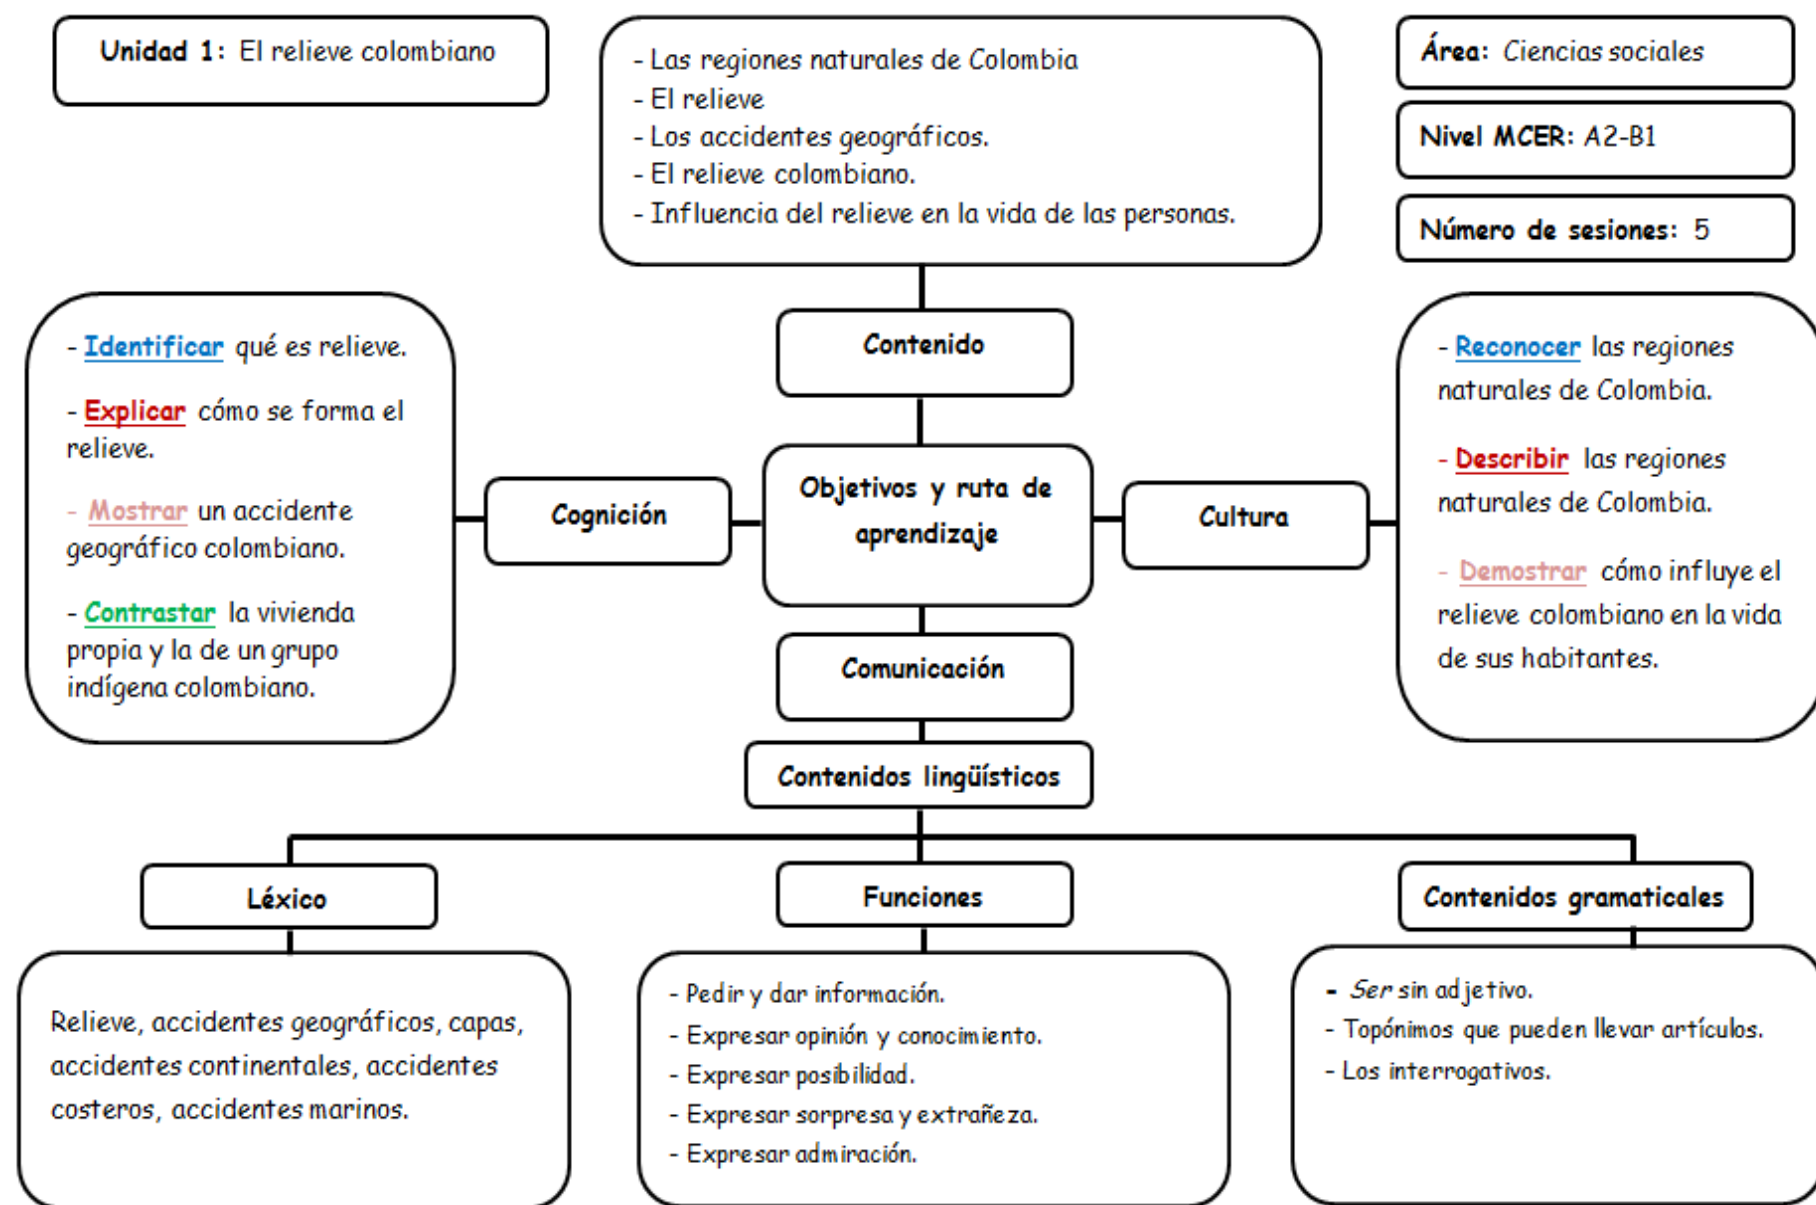 Unidad 1: El relieve colombiano
- Las regiones naturales de Colombia
- El relieve
- Los accidentes geográficos.
- El relieve colombiano.
- Influencia del relieve en la vida de las personas.
Área: Ciencias sociales
Nivel MCER: A2-B1
Número de sesiones: 5
Contenido
- Identificar qué es relieve.
- Explicar cómo se forma el
relieve.
- Mostrar un accidente
geográfico colombiano.
- Contrastar la vivienda
propia y la de un grupo
indígena colombiano.
Cognición
Objetivos y ruta de
aprendizaje
Cultura
- Reconocer las regiones
naturales de Colombia.
- Describir las regiones
naturales de Colombia.
- Demostrar cómo influye el
relieve colombiano en la vida
de sus habitantes.
Comunicación
Contenidos lingüísticos
Léxico
Relieve, accidentes geográficos, capas,
accidentes continentales, accidentes
costeros, accidentes marinos.
Funciones
- Pedir y dar información.
- Expresar opinión y conocimiento.
- Expresar posibilidad.
- Expresar sorpresa y extrañeza.
- Expresar admiración.
Contenidos gramaticales
- Ser sin adjetivo.
- Topónimos que pueden llevar artículos.
- Los interrogativos.